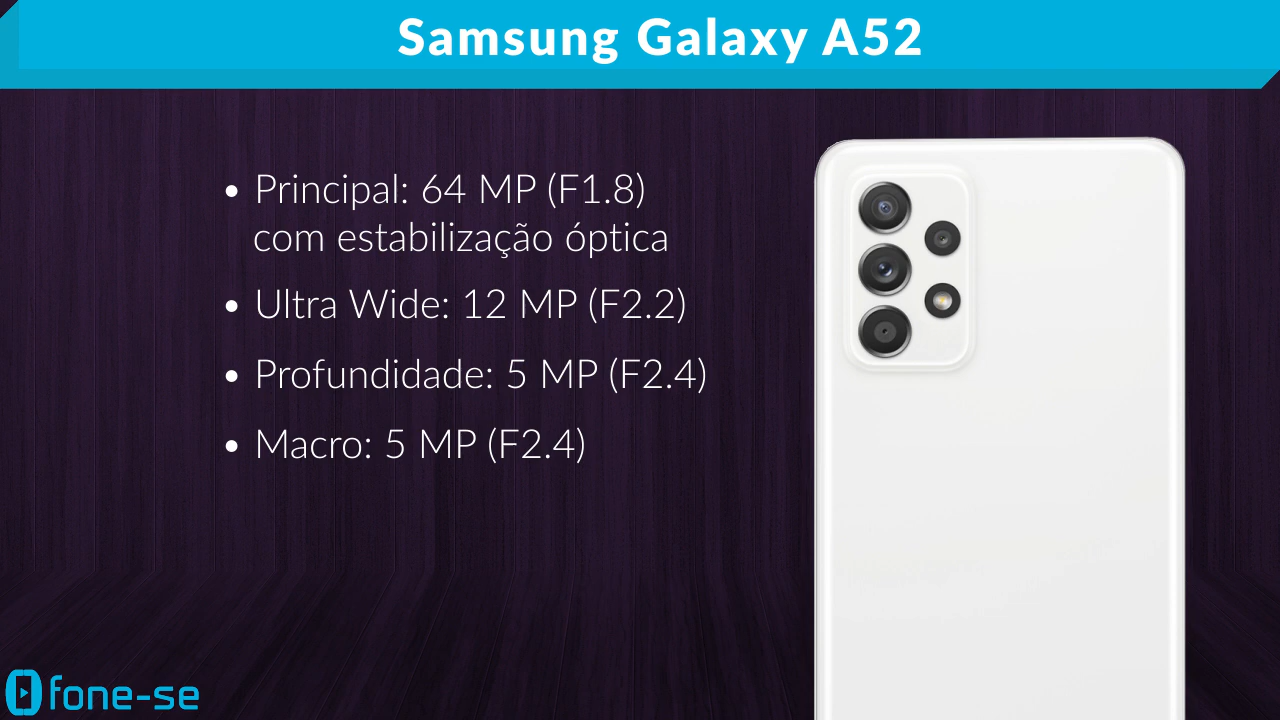 Samsung Galaxy A52
• Principal: 64 MP (F1.8)
com estabilização óptica
• Ultra Wide: 12 MP (F2.2)
• Profundidade: 5 MP (F2.4)
• Macro: 5 MP (F2.4)
fone-se